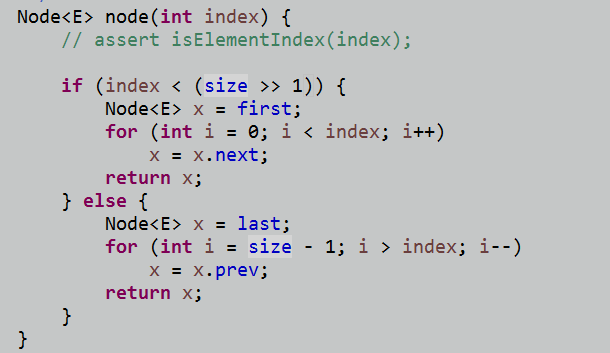 Node<E> node(int index) {
    // assert isElementIndex(index);

    if (index < (size >> 1)) {
        Node<E> x = first;
        for (int i = 0; i < index; i++)
            x = x.next;
        return x;
    } else {
        Node<E> x = last;
        for (int i = size - 1; i > index; i--)
            x = x.prev;
        return x;
    }
}